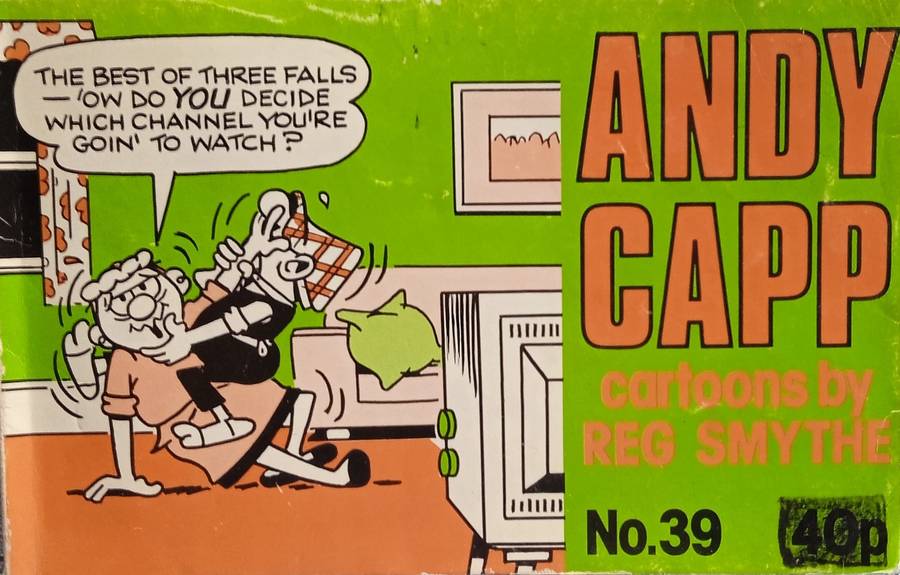 THE BEST OF THREE FALLS
— 'OW DO YOU DECIDE
WHICH CHANNEL YOU'RE
GOIN' TO WATCH?
ANDY
CAPP
cartoons by
REG SMYTHE
No.39
40p